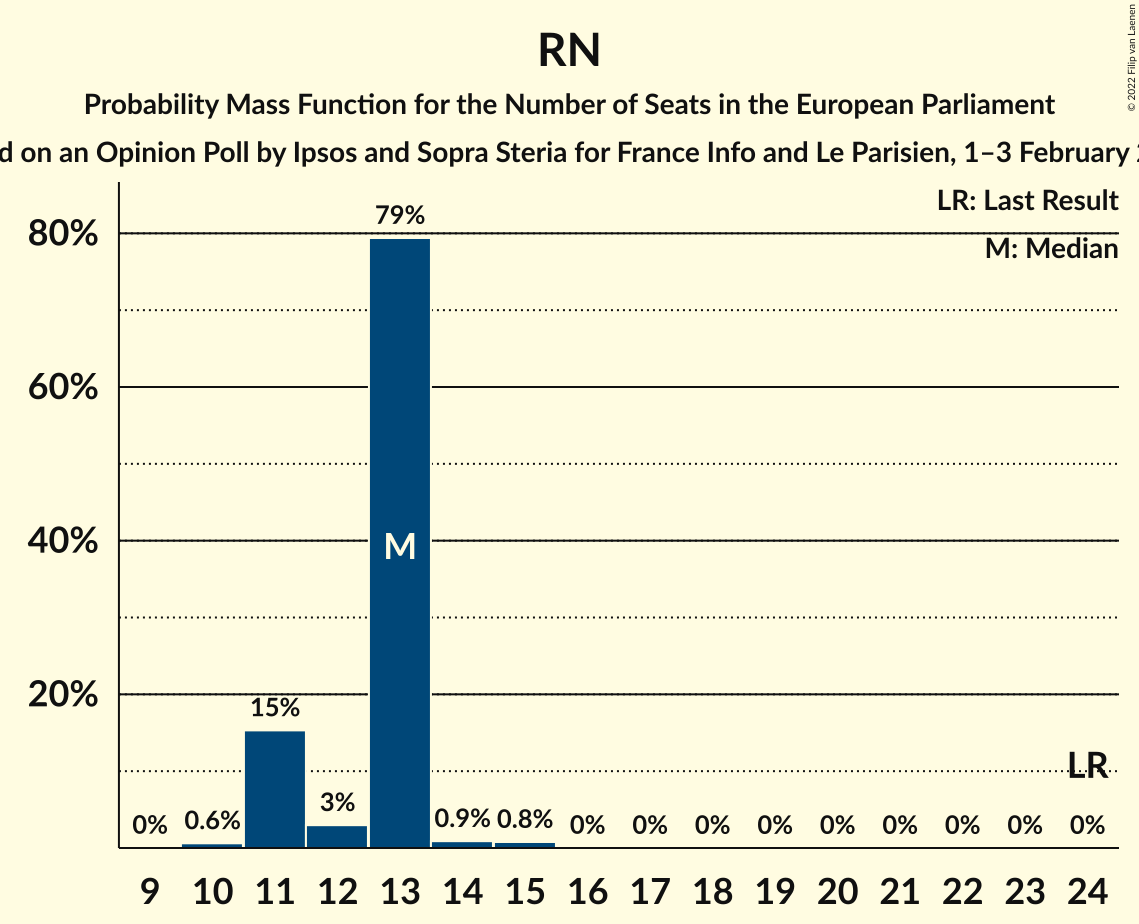 RN
Probability Mass Function for the Number of Seats in the European Parliament
d on an Opinion Poll by Ipsos and Sopra Steria for France Info and Le Parisien, 1–3 February
© 2022 Filip van Laenen
LR: Last Result
M: Median
80%
60%
40%
20%
0%
0.6%
15%
3%
79%
0.9%
0.8%
0%
0%
0%
0%
0%
0%
0%
0%
0%
M
LR
9 10 11 12 13 14 15 16 17 18 19 20 21 22 23 24